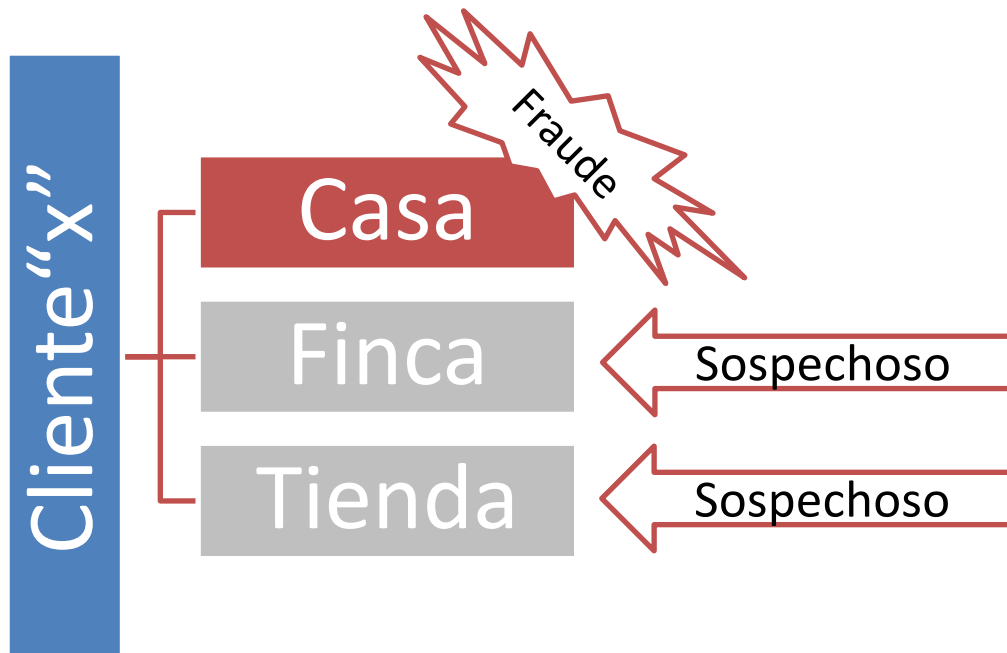 Cliente“x”
Fraude
Casa
Finca
Sospechoso
Tienda
Sospechoso